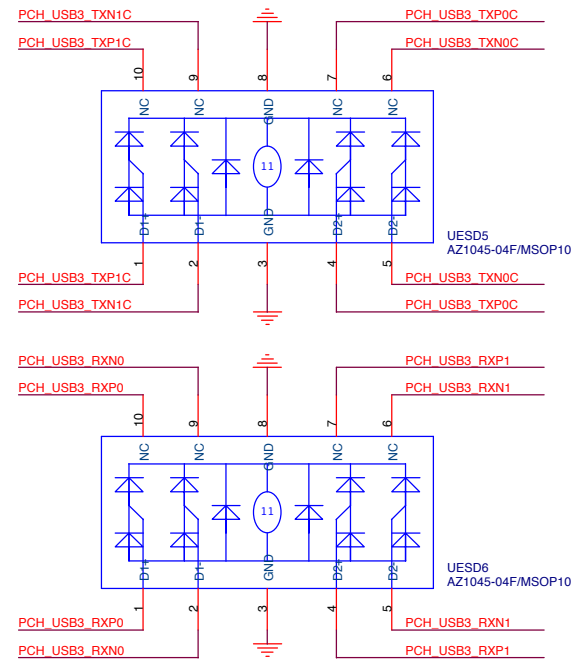 PCH_USB3_TXN1C PCH_USB3_TXP0C
PCH_USB3_TXP1C PCH_USB3_TXN0C
10 9 8 7 6
NC NC GND NC NC
11
D1+ D1- GND D2+ D2-
UESD5
AZ1045-04F/MSOP10
1 2 3 4 5
PCH_USB3_TXP1C PCH_USB3_TXN0C
PCH_USB3_TXN1C PCH_USB3_TXP0C
PCH_USB3_RXN0 PCH_USB3_RXP1
PCH_USB3_RXP0 PCH_USB3_RXN1
10 9 8 7 6
NC NC GND NC NC
11
D1+ D1- GND D2+ D2-
UESD6
AZ1045-04F/MSOP10
1 2 3 4 5
PCH_USB3_RXP0 PCH_USB3_RXN1
PCH_USB3_RXN0 PCH_USB3_RXP1